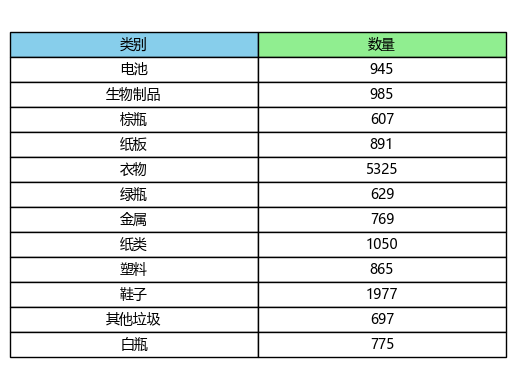 类别 数量
电池 945
生物制品 985
棕瓶 607
纸板 891
衣物 5325
绿瓶 629
金属 769
纸类 1050
塑料 865
鞋子 1977
其他垃圾 697
白瓶 775